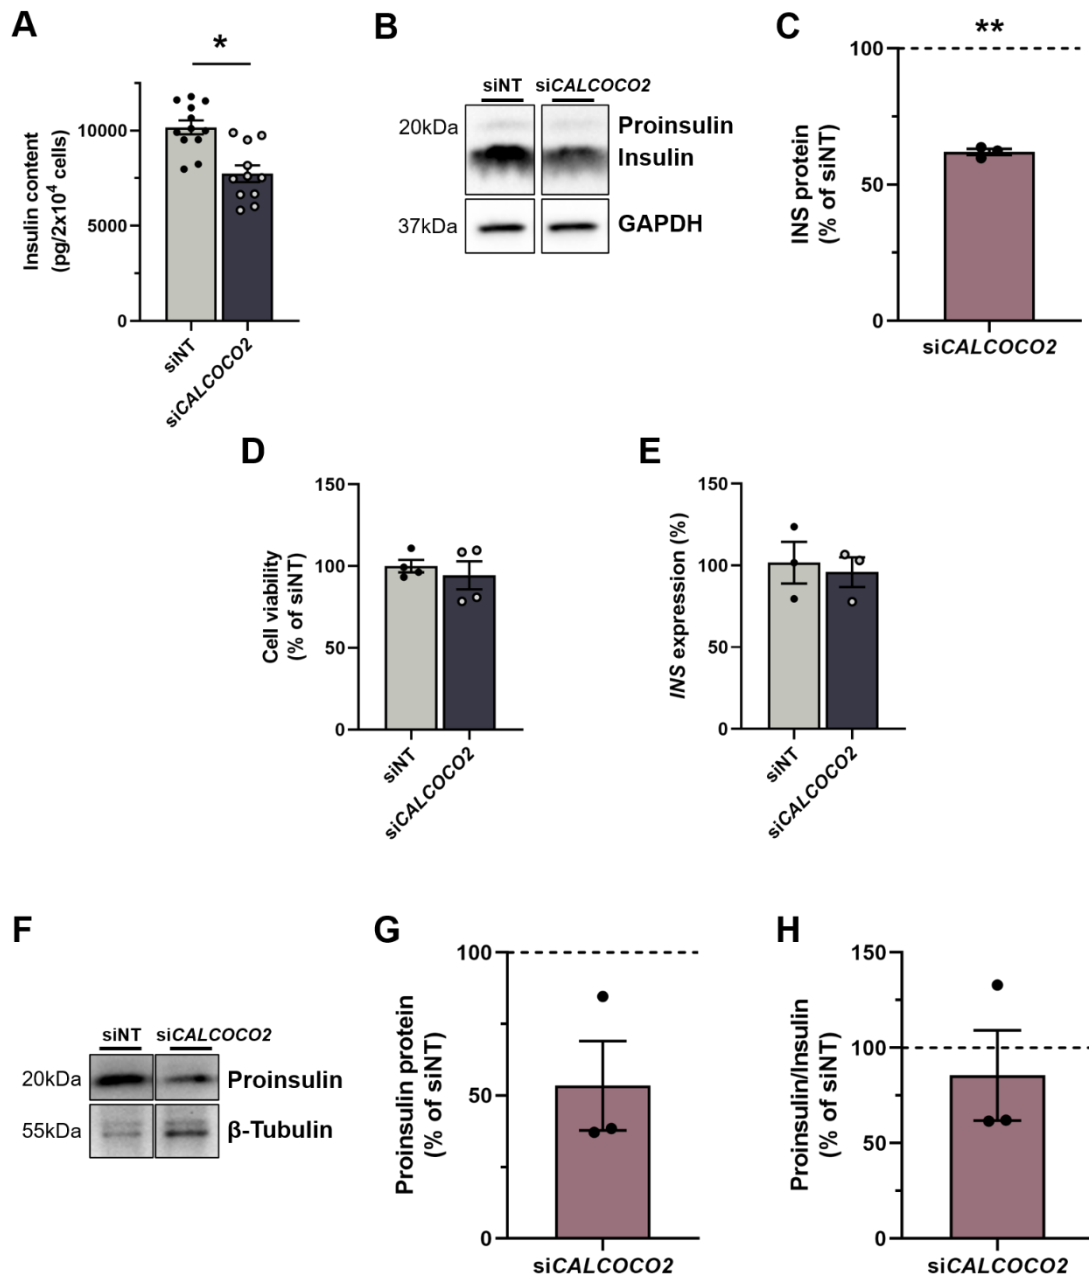 A
*
Insulin content
(pg/2x10⁴ cells)
10000
5000
0
siNT
siCALCOCO2
B
siNT siCALCOCO2
20kDa Proinsulin
Insulin
37kDa GAPDH
C
**
INS protein
(% of siNT)
100
50
0
siCALCOCO2
D
Cell viability
(% of siNT)
150
100
50
0
siNT
siCALCOCO2
E
INS expression (%)
150
100
50
0
siNT
siCALCOCO2
F
siNT siCALCOCO2
20kDa Proinsulin
55kDa β-Tubulin
G
Proinsulin protein
(% of siNT)
100
50
0
siCALCOCO2
H
Proinsulin/Insulin
(% of siNT)
150
100
50
0
siCALCOCO2